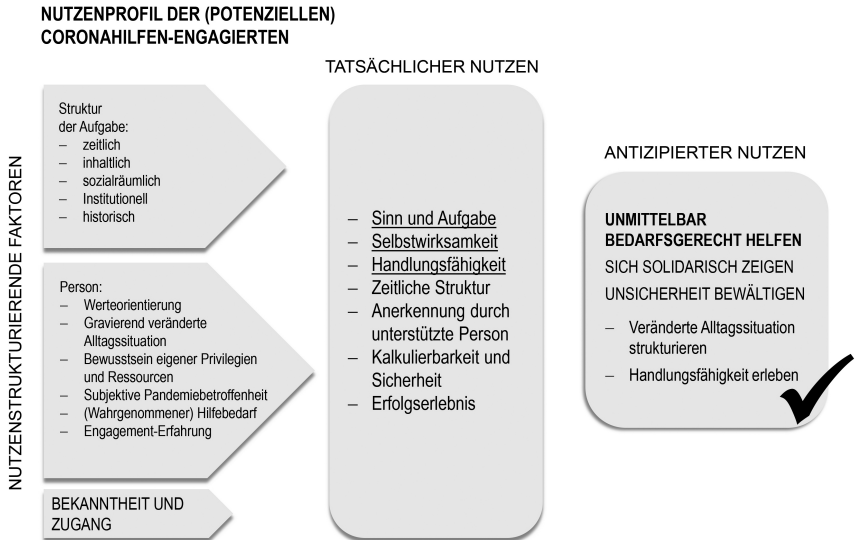 NUTZENPROFIL DER (POTENZIELLEN)
CORONAHILFEN-ENGAGIERTEN
NUTZENSTRUKTURIERENDE FAKTOREN
Struktur
der Aufgabe:
– zeitlich
– inhaltlich
– sozialräumlich
– Institutionell
– historisch
Person:
– Werteorientierung
– Gravierend veränderte
Alltagssituation
– Bewusstsein eigener Privilegien
und Ressourcen
– Subjektive Pandemiebetroffenheit
– (Wahrgenommener) Hilfebedarf
– Engagement-Erfahrung
BEKANNTHEIT UND
ZUGANG
TATSÄCHLICHER NUTZEN
– Sinn und Aufgabe
– Selbstwirksamkeit
– Handlungsfähigkeit
– Zeitliche Struktur
– Anerkennung durch
unterstützte Person
– Kalkulierbarkeit und
Sicherheit
– Erfolgserlebnis
ANTIZIPIERTER NUTZEN
UNMITTELBAR
BEDARFSGERECHT HELFEN
SICH SOLIDARISCH ZEIGEN
UNSICHERHEIT BEWÄLTIGEN
– Veränderte Alltagssituation
strukturieren
– Handlungsfähigkeit erleben